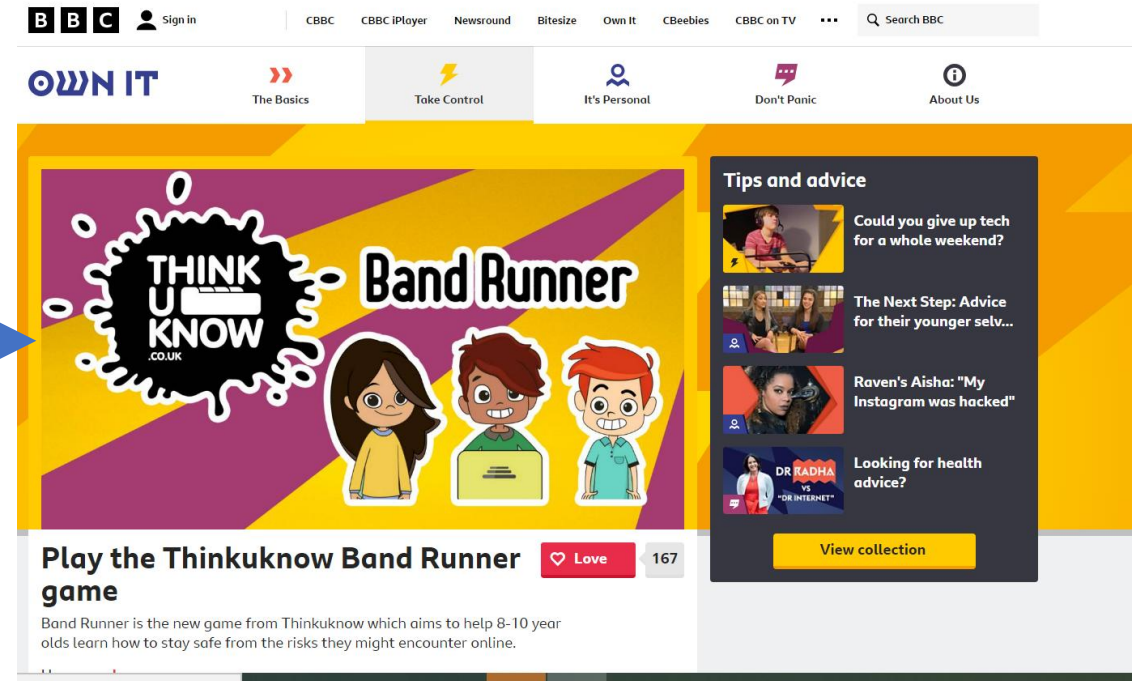 BBC Sign in CBBC CBBC iPlayer Newsround Bitesize Own It CBeebies CBBC on TV ••• Search BBC
OWN IT
The Basics Take Control It's Personal Don't Panic About Us
THINK
U
KNOW
.CO.UK
Band Runner
Play the Thinkuknow Band Runner
game
Love 167
Band Runner is the new game from Thinkuknow which aims to help 8-10 year
olds learn how to stay safe from the risks they might encounter online.
Tips and advice
Could you give up tech
for a whole weekend?
The Next Step: Advice
for their younger selv...
Raven's Aisha: "My
Instagram was hacked"
DR RADHA
VS
"DR INTERNET"
Looking for health
advice?
View collection